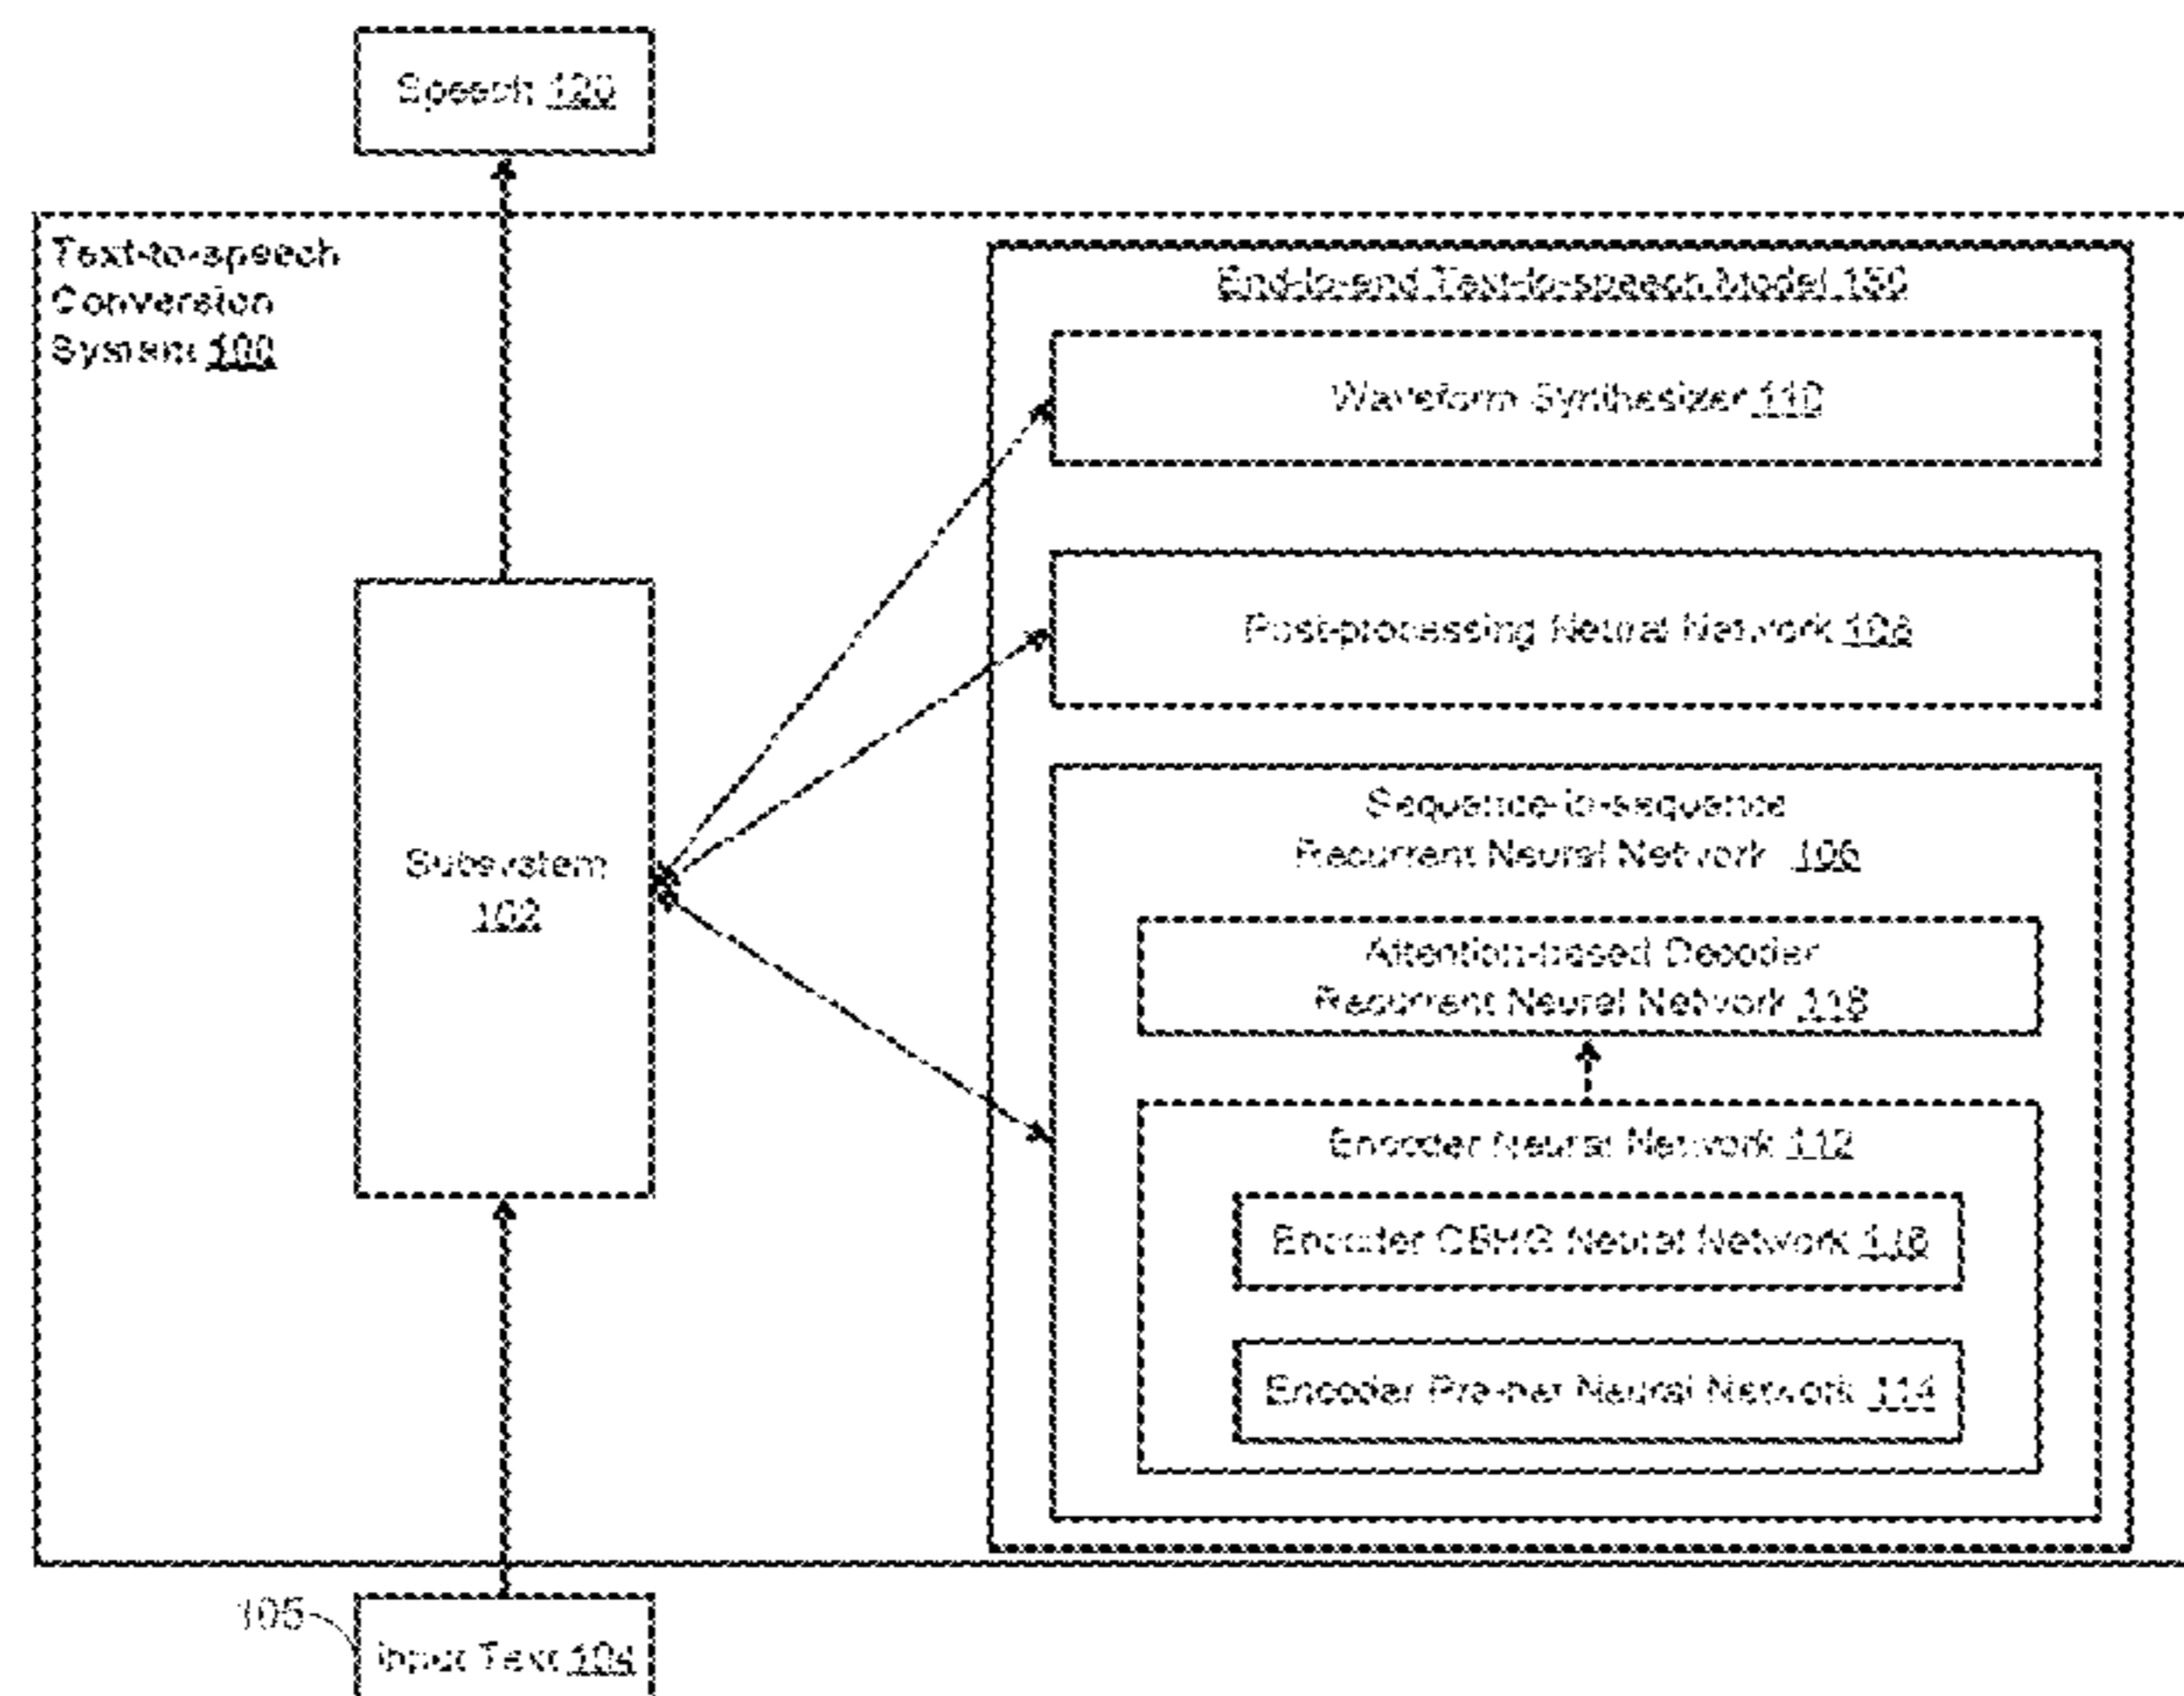 Speech 120
Text-to-speech
Conversion
System 100
End-to-end Text-to-speech Model 150
Waveform Synthesizer 110
Post-processing Neural Network 108
Subsystem
102
Sequence-to-sequence
Recurrent Neural Network 106
Attention-based Decoder
Recurrent Neural Network 118
Encoder Neural Network 112
Encoder CBHG Neural Network 116
Encoder Pre-net Neural Network 114
105
Input Text 104